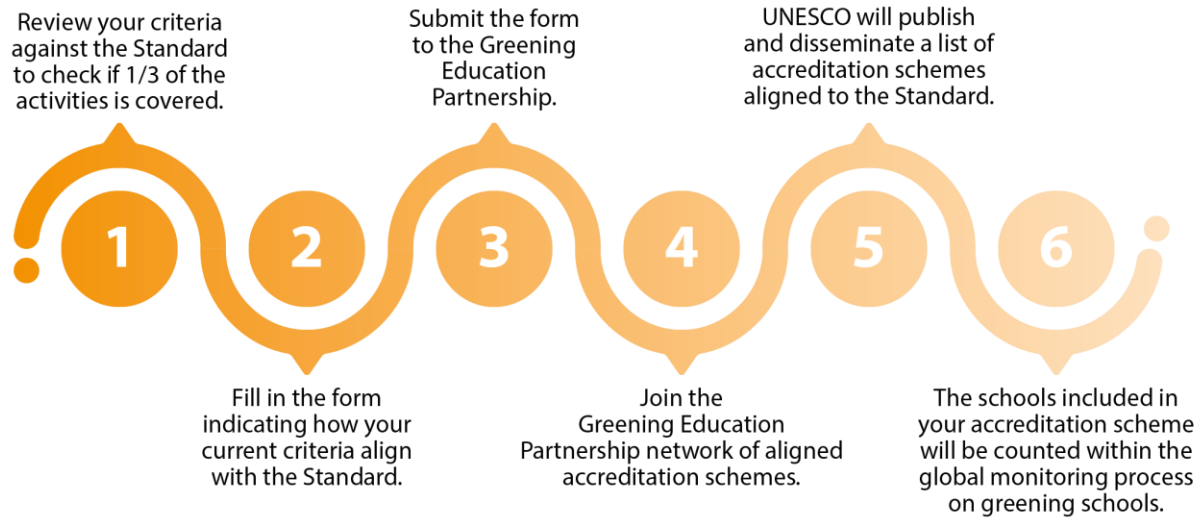 Review your criteria
against the Standard
to check if 1/3 of the
activities is covered.
Submit the form
to the Greening
Education
Partnership.
UNESCO will publish
and disseminate a list of
accreditation schemes
aligned to the Standard.
1
2
3
4
5
6
Fill in the form
indicating how your
current criteria align
with the Standard.
Join the
Greening Education
Partnership network of aligned
accreditation schemes.
The schools included in
your accreditation scheme
will be counted within the
global monitoring process
on greening schools.